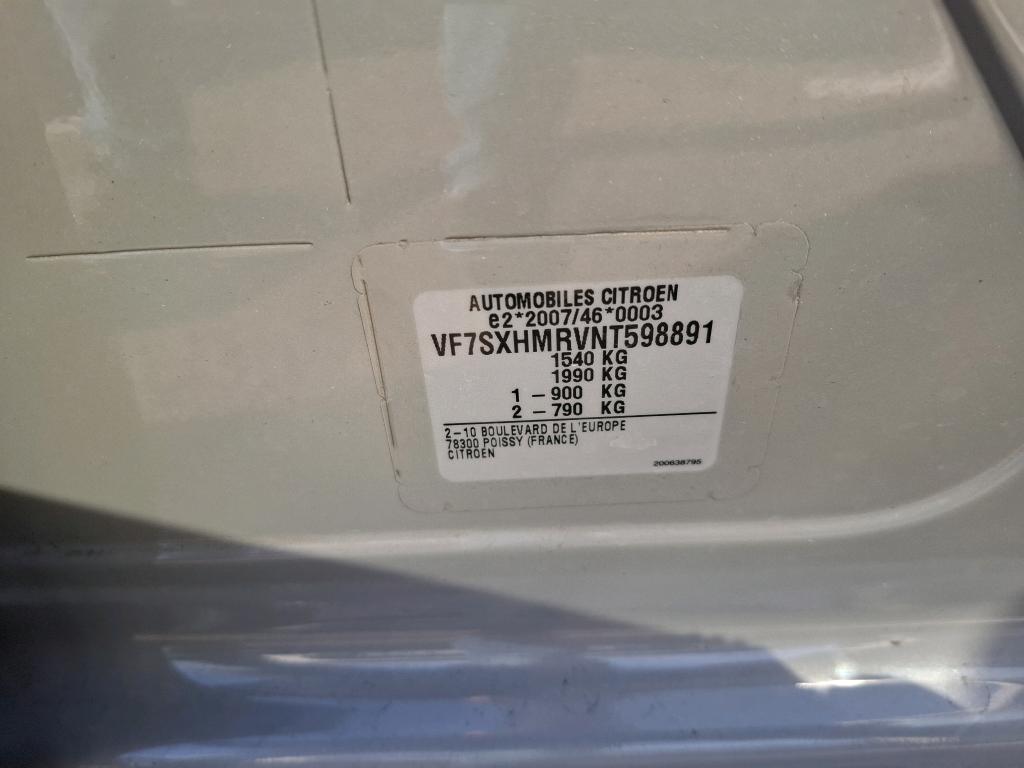 AUTOMOBILES CITROEN
e2*2007/46*0003
VF7SXHMRVNT598891
1540 KG
1990 KG
1 – 900 KG
2 – 790 KG
2–10 BOULEVARD DE L'EUROPE
78300 POISSY (FRANCE)
CITROEN
200638795